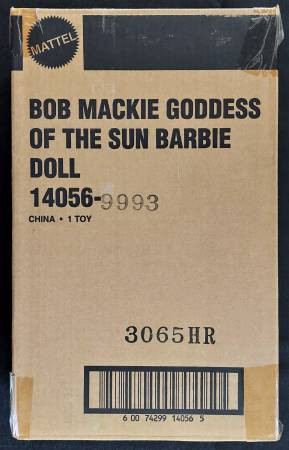 MATTEL
BOB MACKIE GODDESS
OF THE SUN BARBIE
DOLL
14056-9993
CHINA • 1 TOY
3065HR
6 00 74299 14056 5